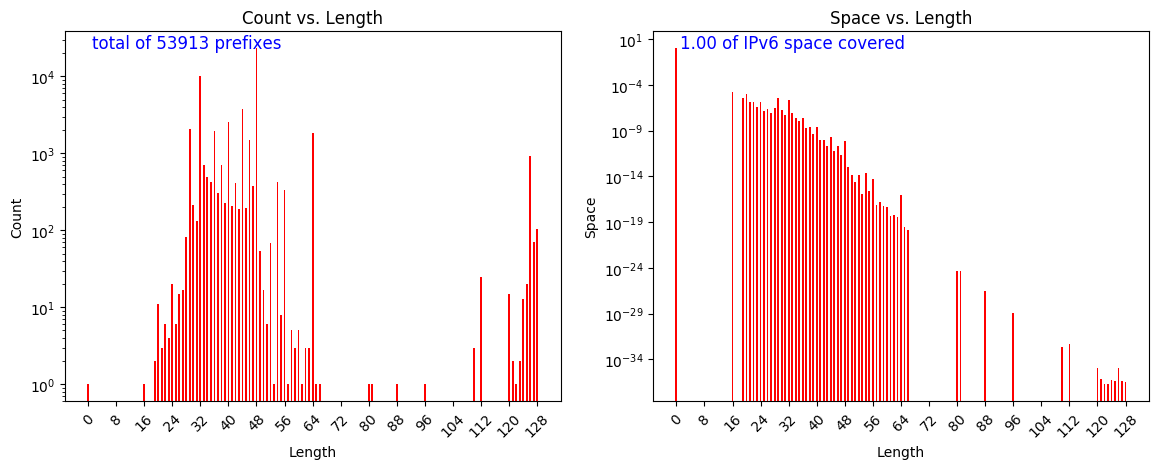 Count vs. Length
total of 53913 prefixes
Count
10^4
10^3
10^2
10^1
10^0
0 8 16 24 32 40 48 56 64 72 80 88 96 104 112 120 128
Length
Space vs. Length
1.00 of IPv6 space covered
Space
10^1
10^-4
10^-9
10^-14
10^-19
10^-24
10^-29
10^-34
0 8 16 24 32 40 48 56 64 72 80 88 96 104 112 120 128
Length